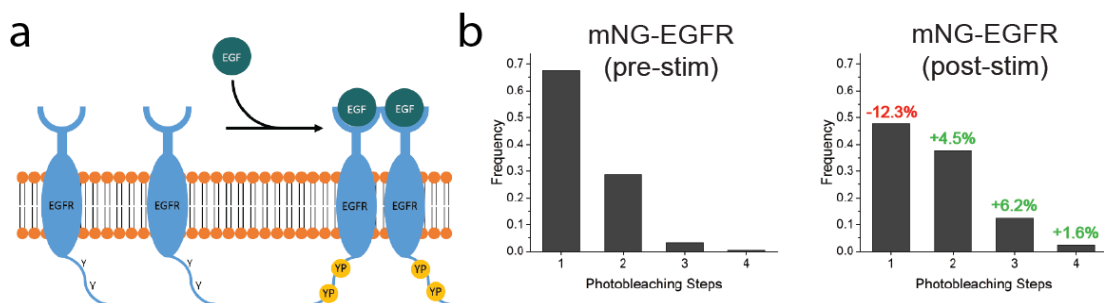 a
EGF
EGF
EGF
EGFR
EGFR
EGFR
EGFR
Y
Y
Y
Y
YP
YP
YP
YP
b
mNG-EGFR
(pre-stim)
0.7
0.6
0.5
0.4
0.3
0.2
0.1
0.0
Frequency
1 2 3 4
Photobleaching Steps
mNG-EGFR
(post-stim)
0.7
0.6
0.5
0.4
0.3
0.2
0.1
0.0
Frequency
-12.3%
+4.5%
+6.2%
+1.6%
1 2 3 4
Photobleaching Steps